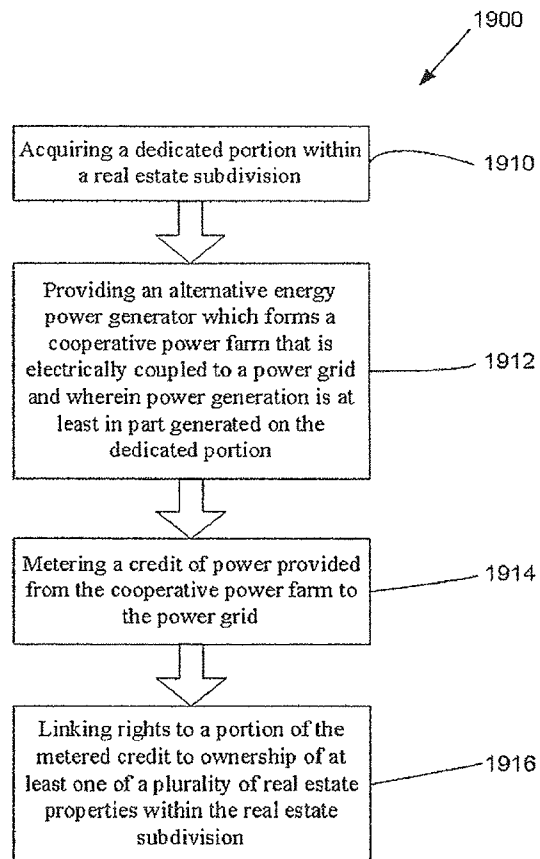 1900
Acquiring a dedicated portion within
a real estate subdivision
1910
Providing an alternative energy
power generator which forms a
cooperative power farm that is
electrically coupled to a power grid
and wherein power generation is at
least in part generated on the
dedicated portion
1912
Metering a credit of power provided
from the cooperative power farm to
the power grid
1914
Linking rights to a portion of the
metered credit to ownership of at
least one of a plurality of real estate
properties within the real estate
subdivision
1916